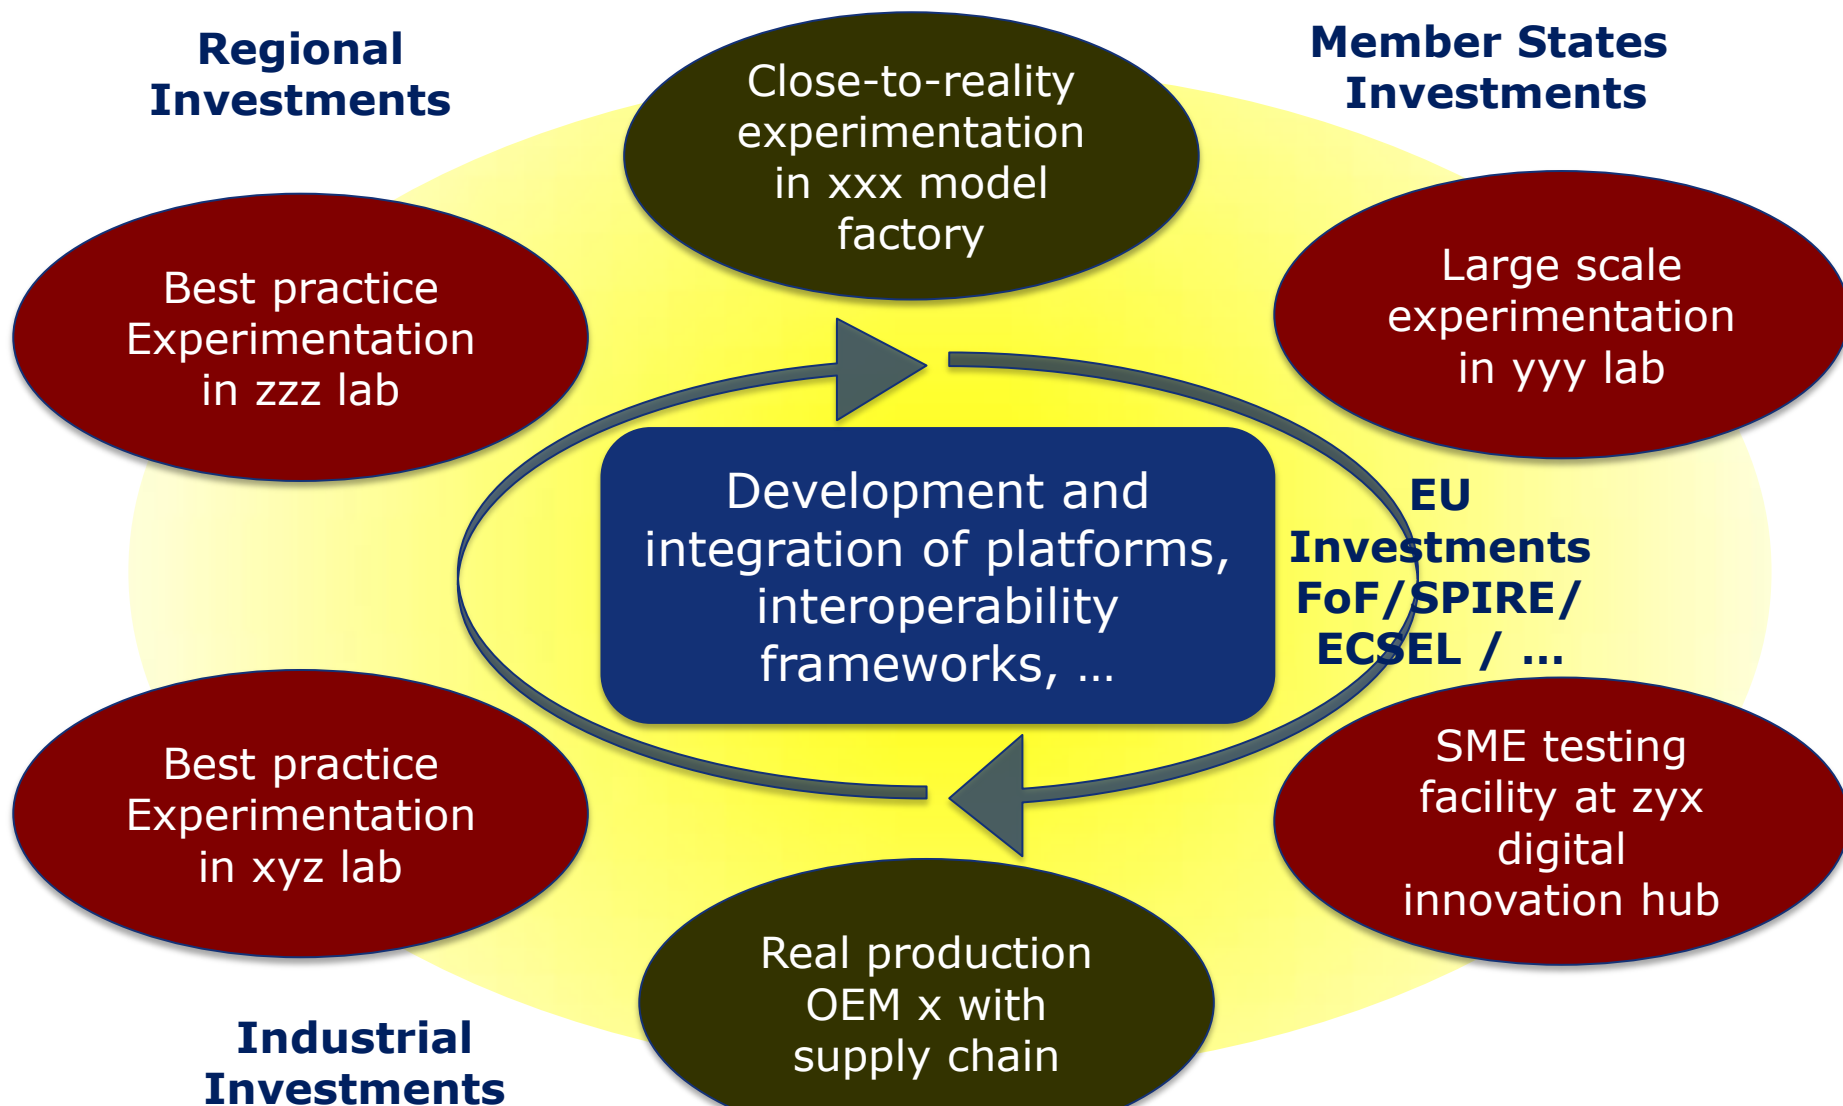 Regional
Investments
Close-to-reality
experimentation
in xxx model
factory
Member States
Investments
Best practice
Experimentation
in zzz lab
Large scale
experimentation
in yyy lab
Development and
integration of platforms,
interoperability
frameworks, ...
EU
Investments
FoF/SPIRE/
ECSEL / ...
Best practice
Experimentation
in xyz lab
SME testing
facility at zyx
digital
innovation hub
Real production
OEM x with
supply chain
Industrial
Investments